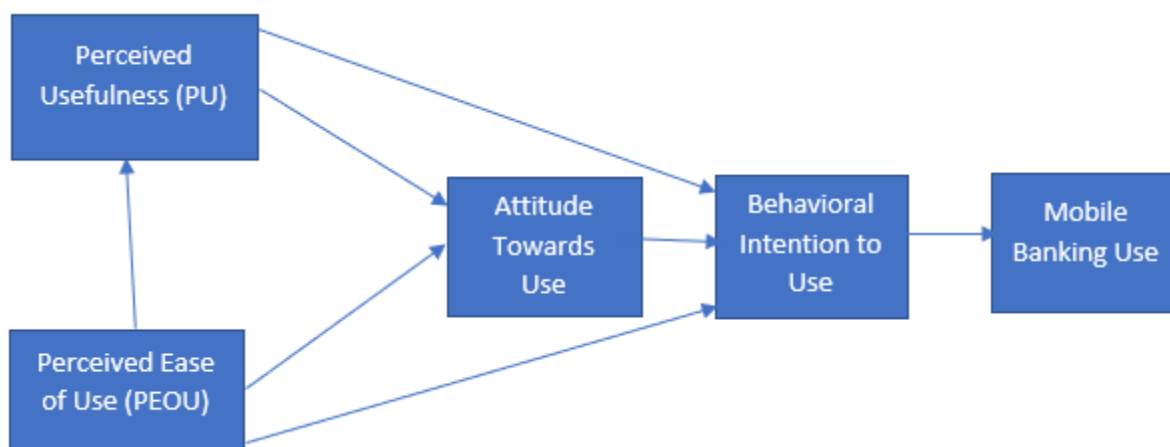 Perceived
Usefulness (PU)
Attitude
Towards
Use
Behavioral
Intention to
Use
Mobile
Banking Use
Perceived Ease
of Use (PEOU)